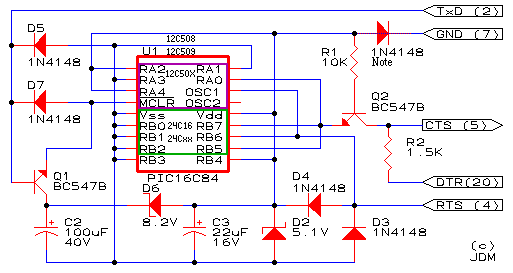 TxD (2)
12C508
12C509
D5
1N4148
U1
GND (7)
R1
10K
1N4148
Note
RA2
12C50X
RA1
RA3
RA0
RA4
OSC1
MCLR
OSC2
D7
1N4148
Vss
Vdd
RB0
24C16
RB7
RB1
24Cxx
RB6
RB2
RB5
RB3
RB4
PIC16C84
Q2
BC547B
CTS (5)
R2
1.5K
Q1
BC547B
D6
8.2V
D4
1N4148
DTR(20)
RTS (4)
C2
100uF
40V
C3
22uF
16V
D2
5.1V
D3
1N4148
(c)
JDM